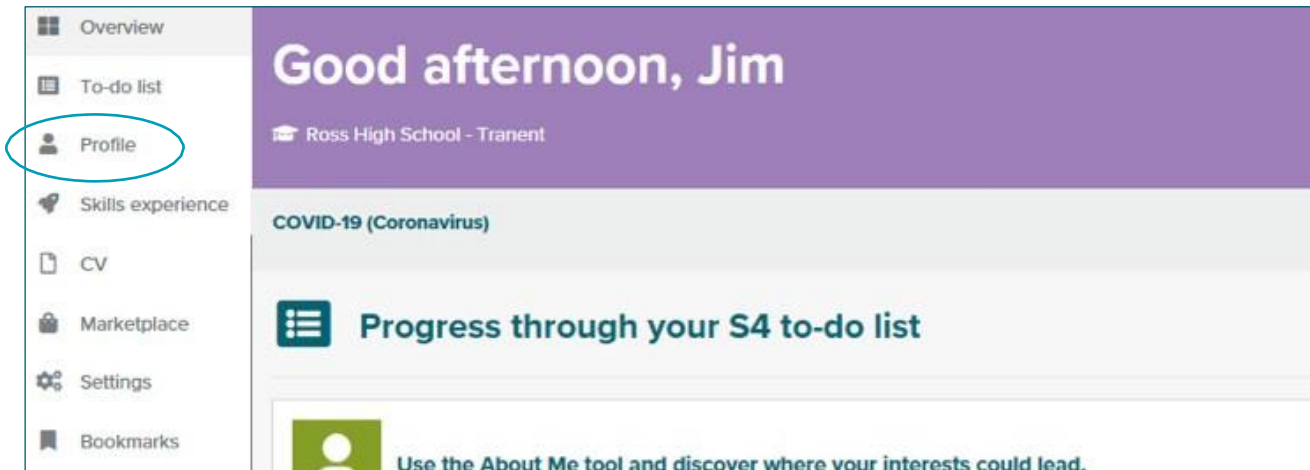 Overview
To-do list
Profile
Skills experience
CV
Marketplace
Settings
Bookmarks
Good afternoon, Jim
Ross High School - Tranent
COVID-19 (Coronavirus)
Progress through your S4 to-do list
Use the About Me tool and discover where your interests could lead.